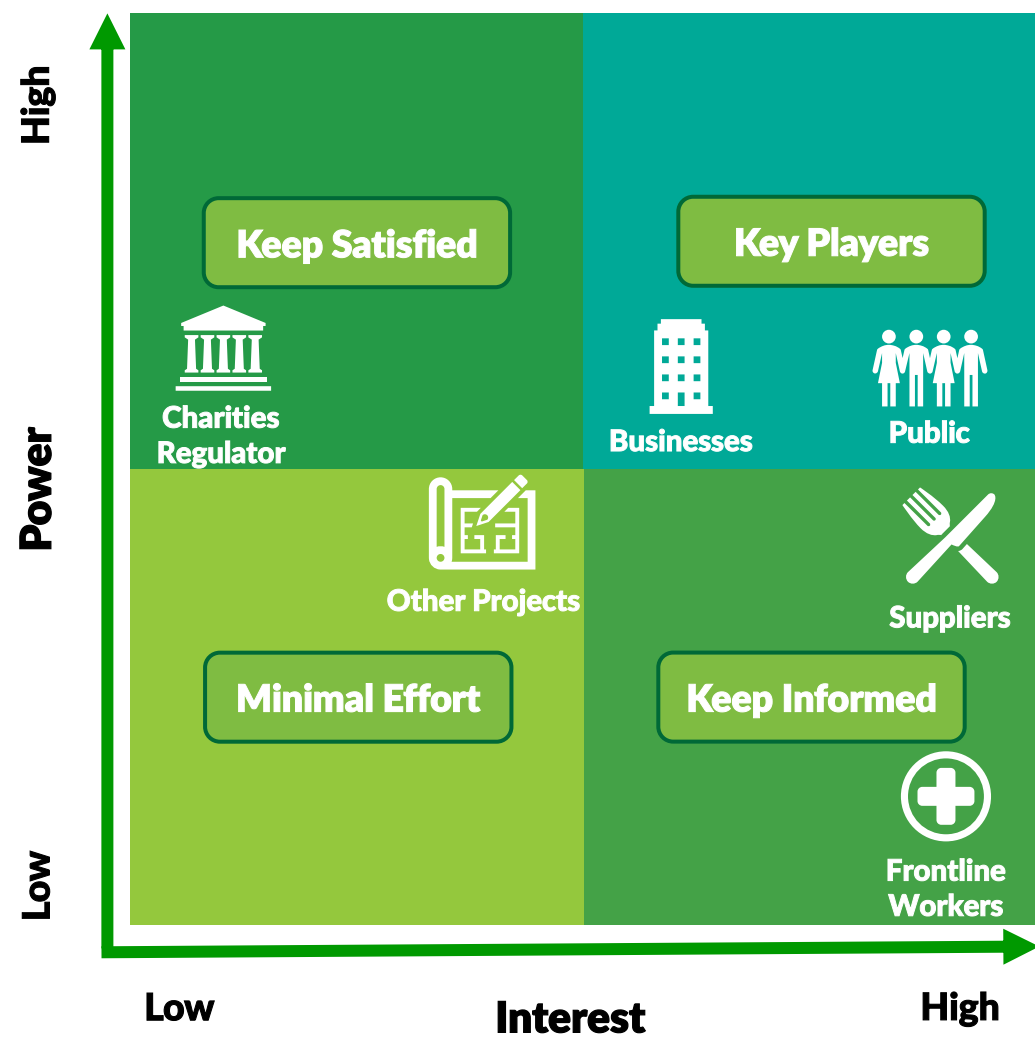 High
Keep Satisfied
Key Players
Charities
Regulator
Businesses
Public
Power
Other Projects
Suppliers
Minimal Effort
Keep Informed
Frontline
Workers
Low
Low
Interest
High